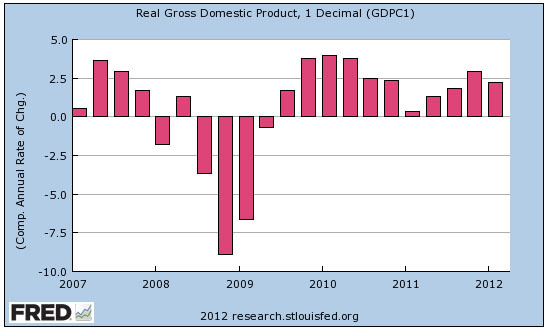 Real Gross Domestic Product, 1 Decimal (GDPC1)
(Comp. Annual Rate of Chg.)
5.0
2.5
0.0
-2.5
-5.0
-7.5
-10.0
2007 2008 2009 2010 2011 2012
FRED
2012 research.stlouisfed.org